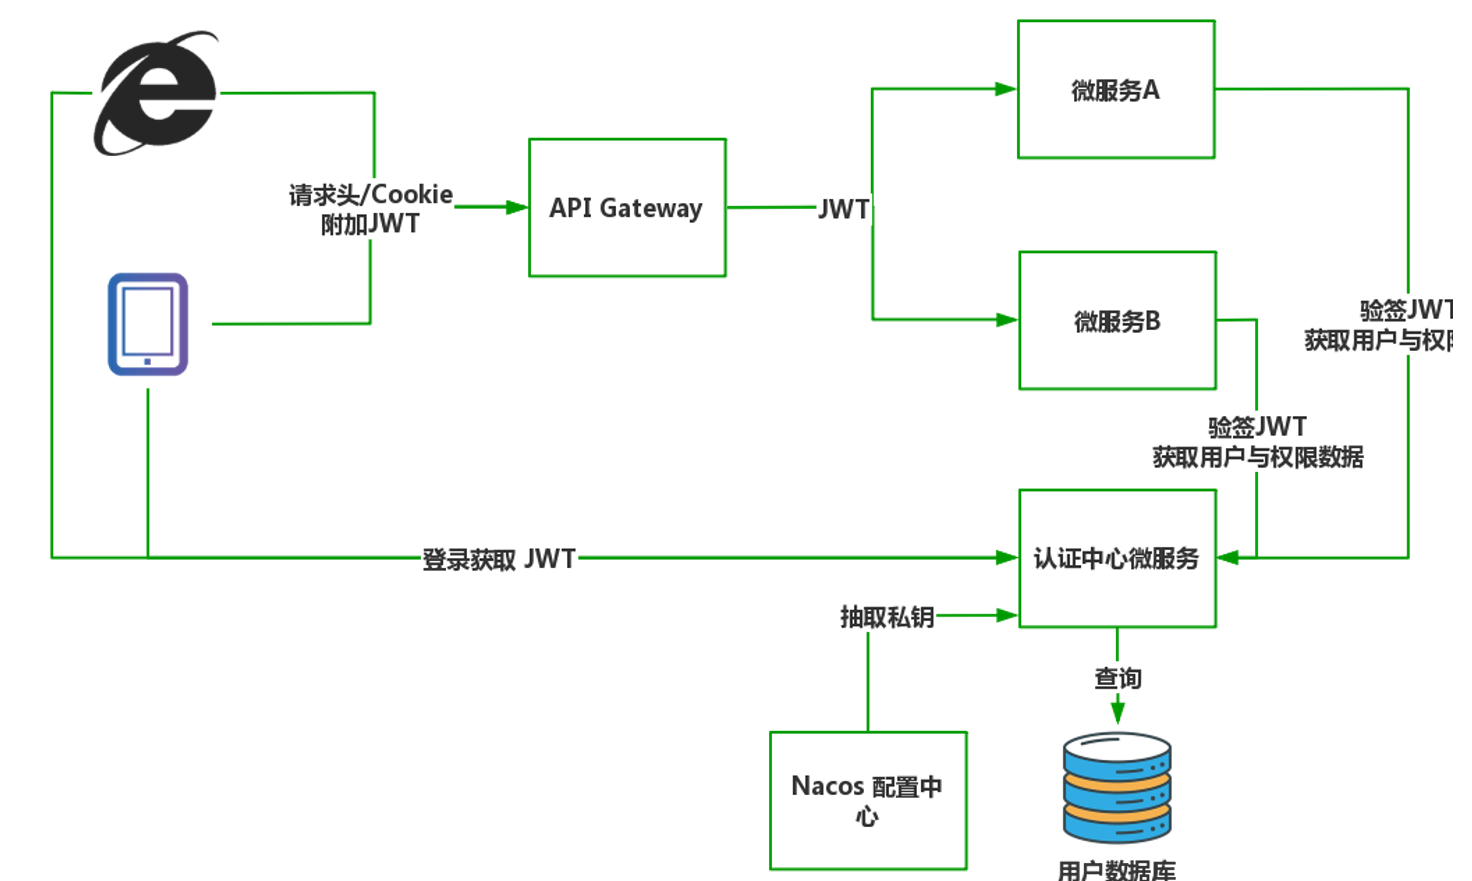 微服务A
请求头/Cookie
附加JWT
API Gateway
JWT
微服务B
验签JWT
获取用户与权
验签JWT
获取用户与权限数据
登录获取 JWT
认证中心微服务
抽取私钥
查询
Nacos 配置中
心
用户数据库